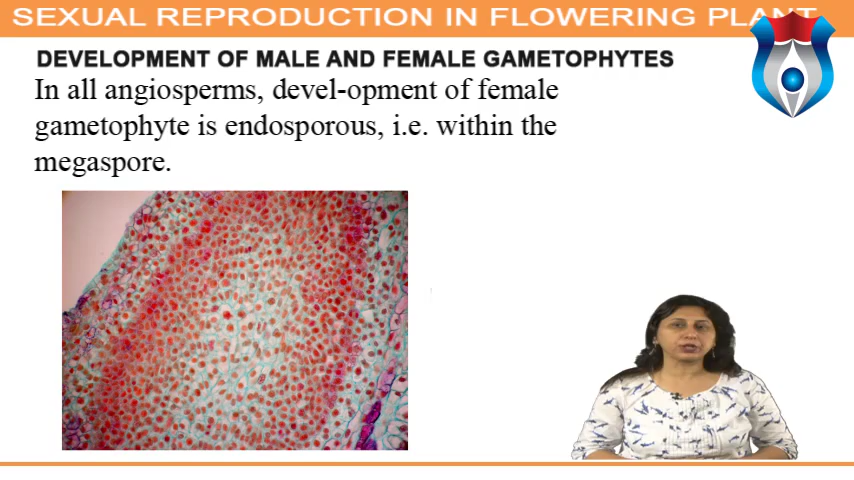 SEXUAL REPRODUCTION IN FLOWERING PLANT
DEVELOPMENT OF MALE AND FEMALE GAMETOPHYTES
In all angiosperms, devel-opment of female
gametophyte is endosporous, i.e. within the
megaspore.